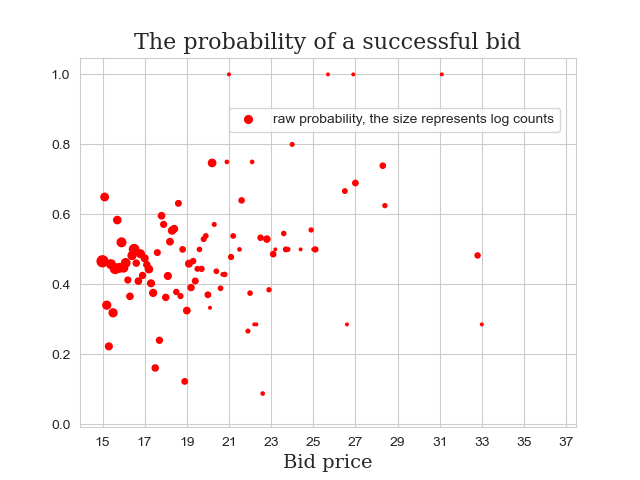 The probability of a successful bid
1.0
raw probability, the size represents log counts
0.8
0.6
0.4
0.2
0.0
15 17 19 21 23 25 27 29 31 33 35 37
Bid price